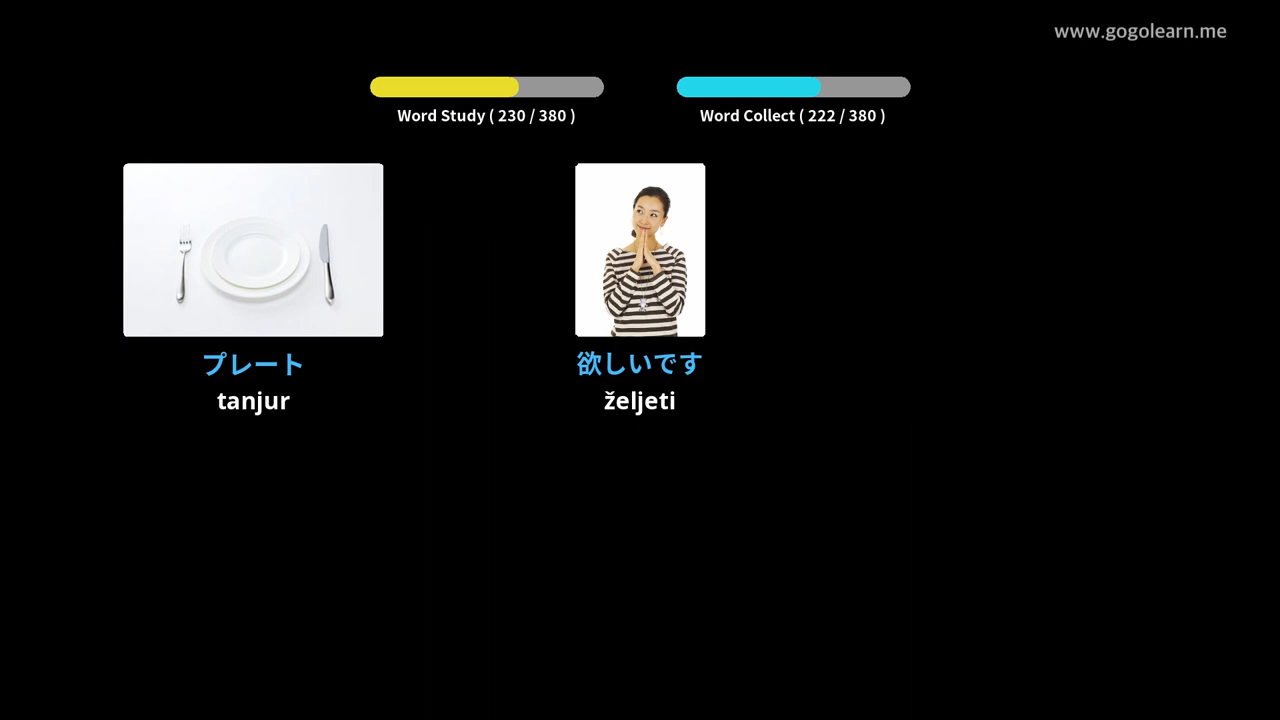 www.gogolearn.me
Word Study ( 230 / 380 )
Word Collect ( 222 / 380 )
プレート
tanjur
欲しいです
željeti